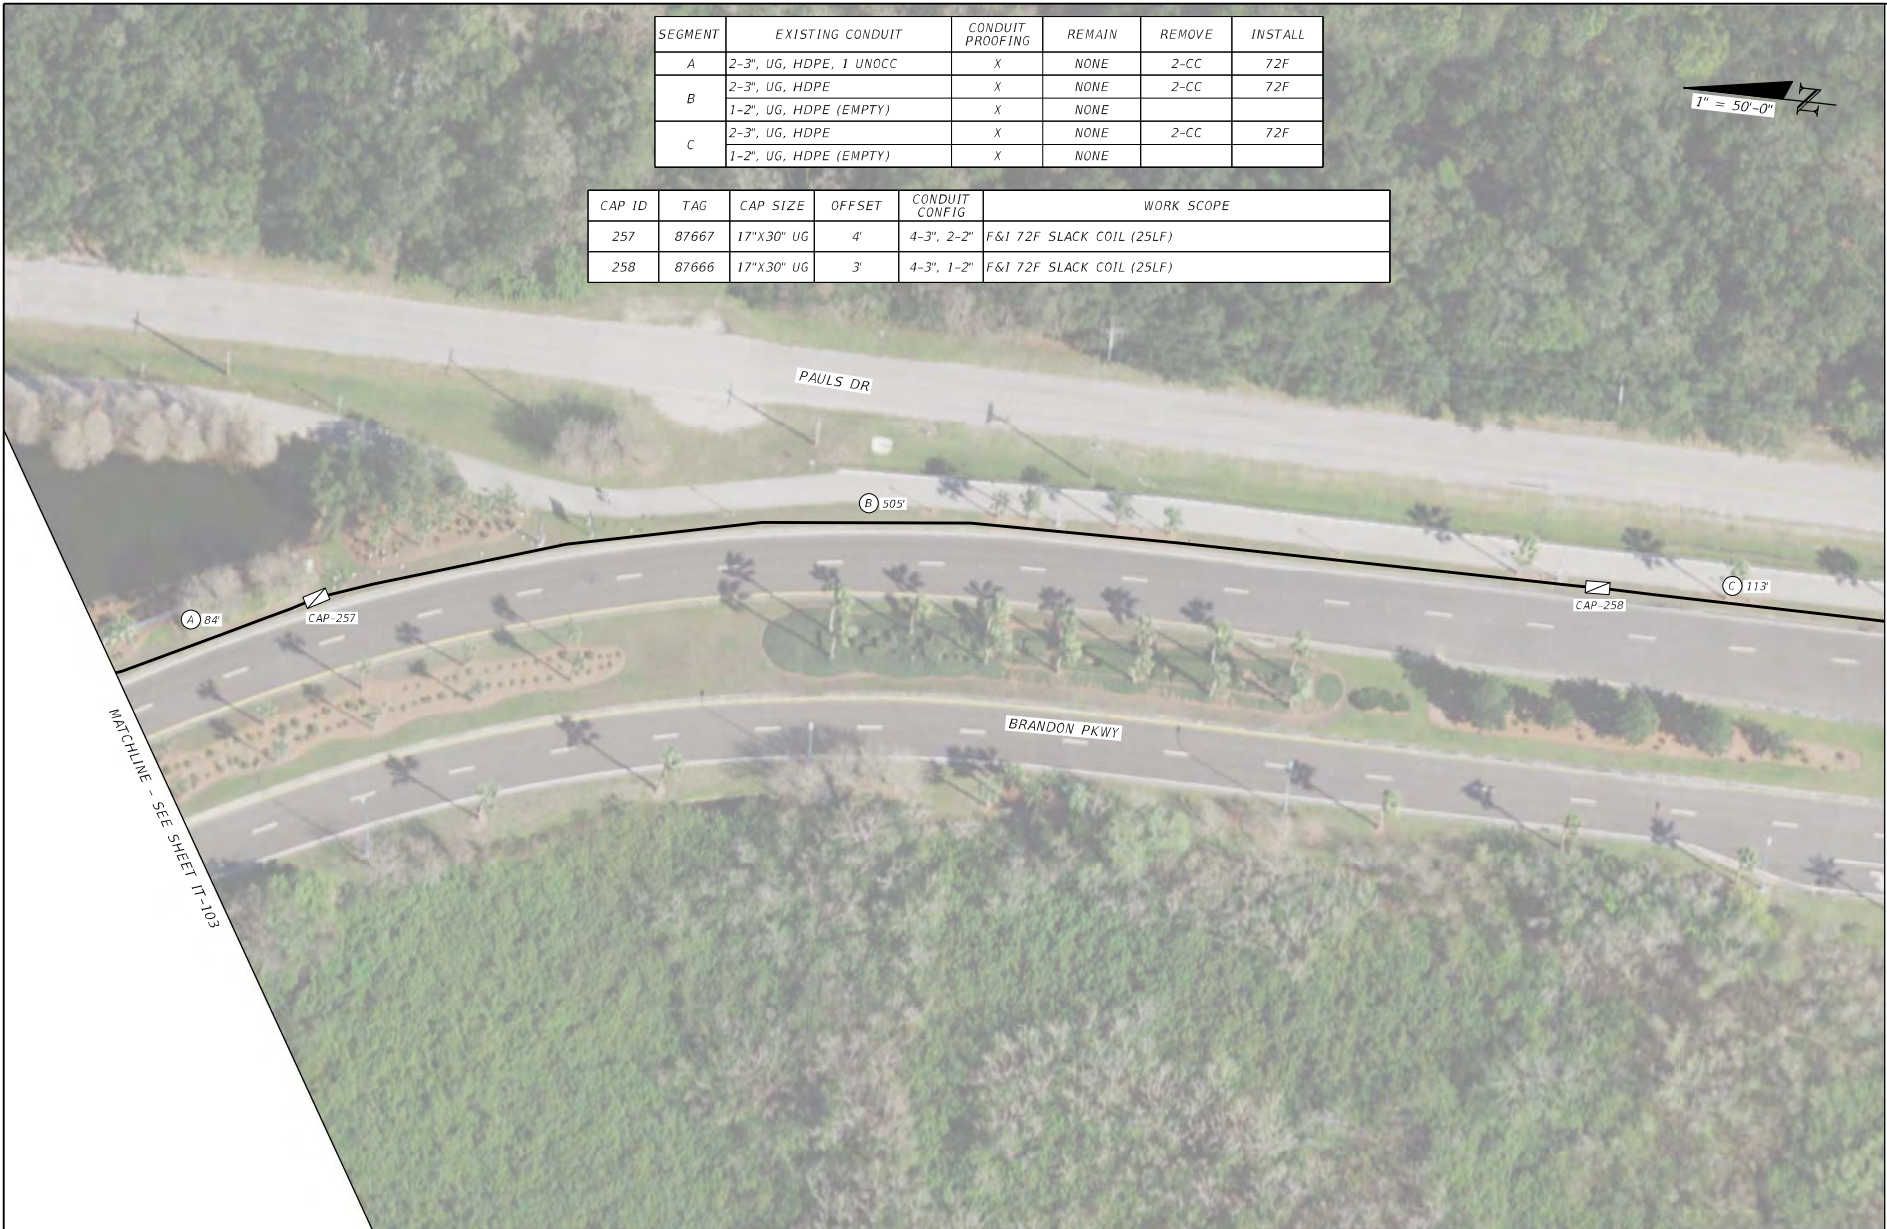 SEGMENT EXISTING CONDUIT CONDUIT PROOFING REMAIN REMOVE INSTALL
A 2-3", UG, HDPE, 1 UNOCC X NONE 2-CC 72F
B 2-3", UG, HDPE X NONE 2-CC 72F
1-2", UG, HDPE (EMPTY) X NONE
C 2-3", UG, HDPE X NONE 2-CC 72F
1-2", UG, HDPE (EMPTY) X NONE
1" = 50'-0" N
CAP ID TAG CAP SIZE OFFSET CONDUIT CONFIG WORK SCOPE
257 87667 17"X30" UG 4' 4-3", 2-2" F&I 72F SLACK COIL (25LF)
258 87666 17"X30" UG 3' 4-3", 1-2" F&I 72F SLACK COIL (25LF)
PAULS DR
B 505'
C 113'
CAP-258
A 84'
CAP-257
BRANDON PKWY
MATCHLINE - SEE SHEET IT-103